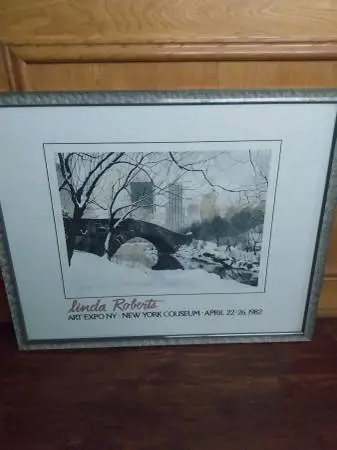 linda Roberts
ART EXPO NY · NEW YORK COLISEUM · APRIL 22-26, 1982